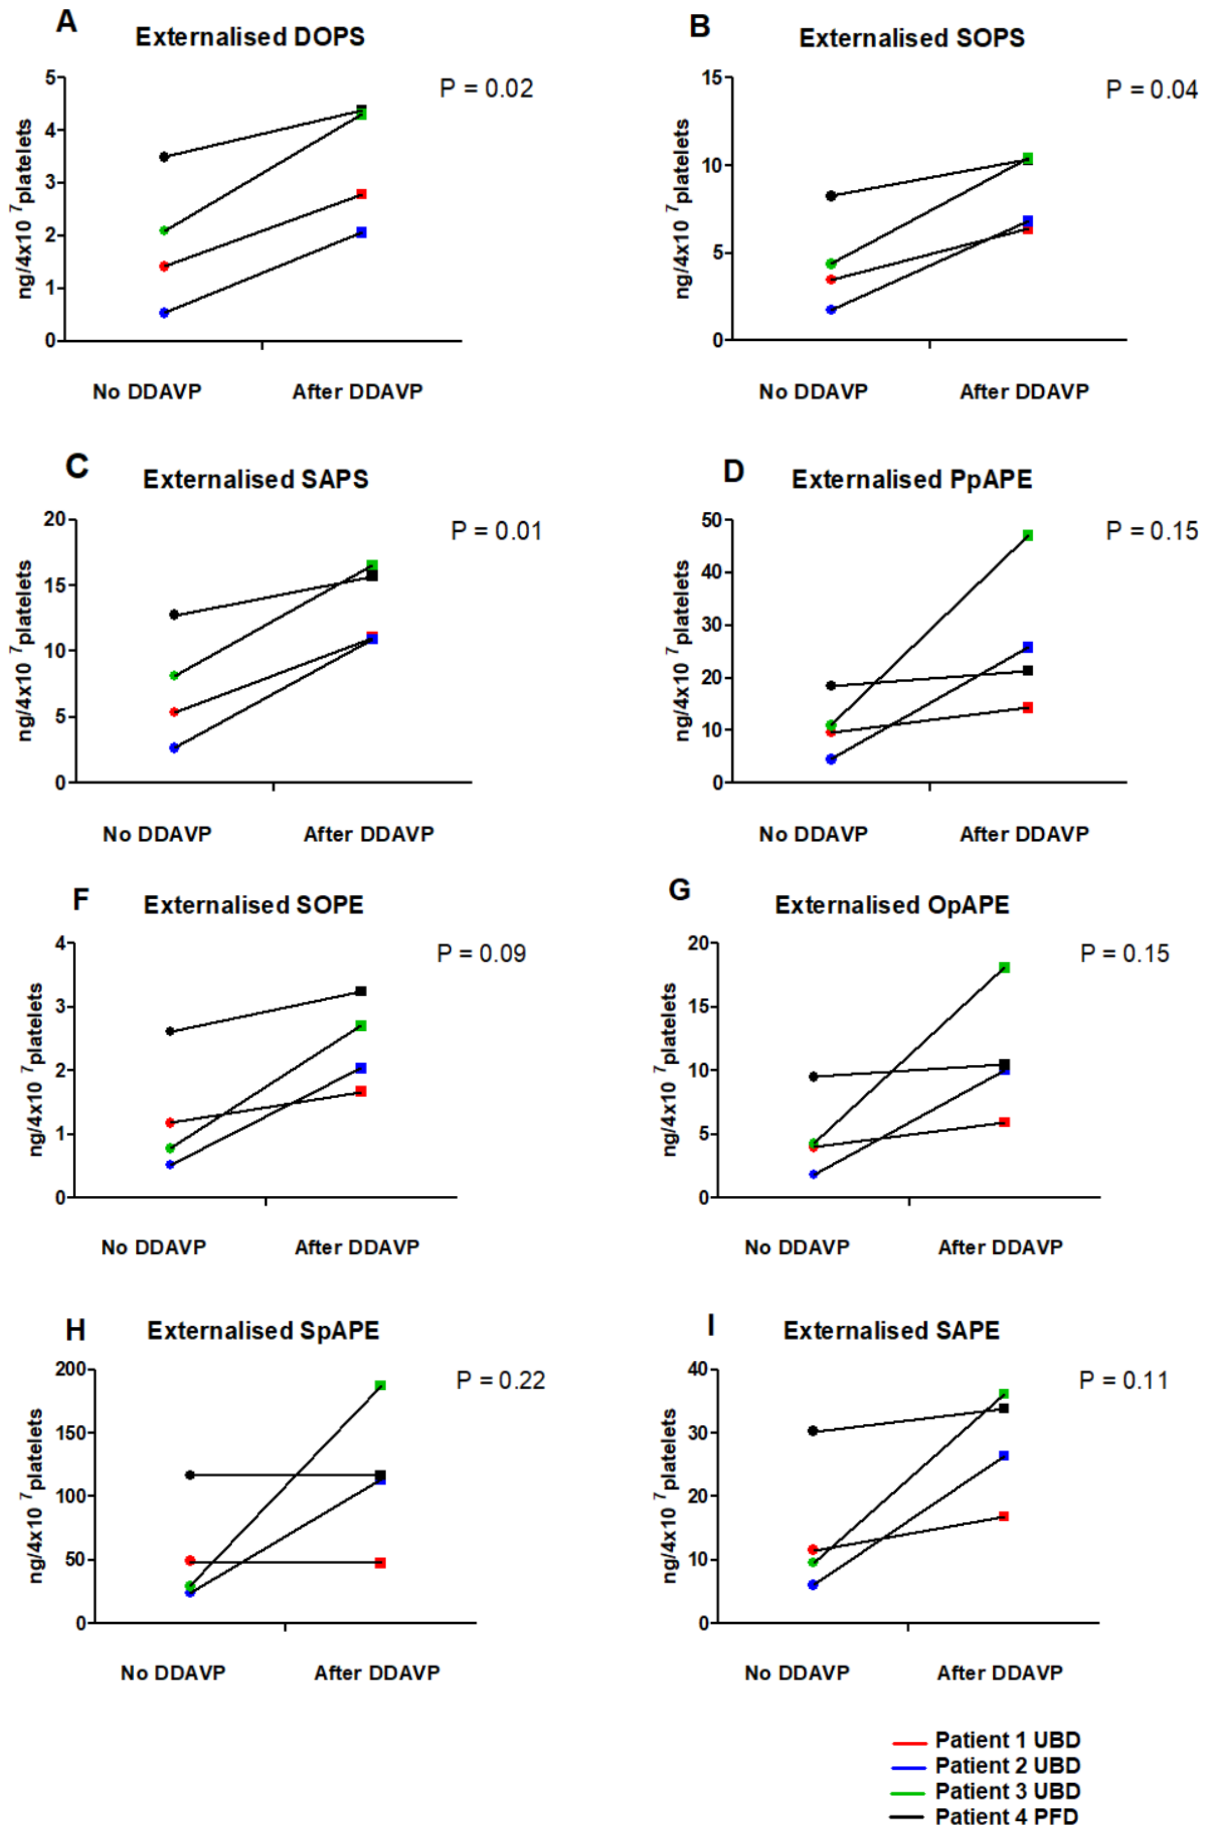 A
Externalised DOPS
P = 0.02
5
4
3
2
1
0
ng/4x10 7platelets
No DDAVP After DDAVP
B
Externalised SOPS
P = 0.04
15
10
5
0
ng/4x10 7platelets
No DDAVP After DDAVP
C
Externalised SAPS
P = 0.01
20
15
10
5
0
ng/4x10 7platelets
No DDAVP After DDAVP
D
Externalised PpAPE
P = 0.15
50
40
30
20
10
0
ng/4x10 7platelets
No DDAVP After DDAVP
F
Externalised SOPE
P = 0.09
4
3
2
1
0
ng/4x10 7platelets
No DDAVP After DDAVP
G
Externalised OpAPE
P = 0.15
20
15
10
5
0
ng/4x10 7platelets
No DDAVP After DDAVP
H
Externalised SpAPE
P = 0.22
200
150
100
50
0
ng/4x10 7platelets
No DDAVP After DDAVP
I
Externalised SAPE
P = 0.11
40
30
20
10
0
ng/4x10 7platelets
No DDAVP After DDAVP
Patient 1 UBD
Patient 2 UBD
Patient 3 UBD
Patient 4 PFD